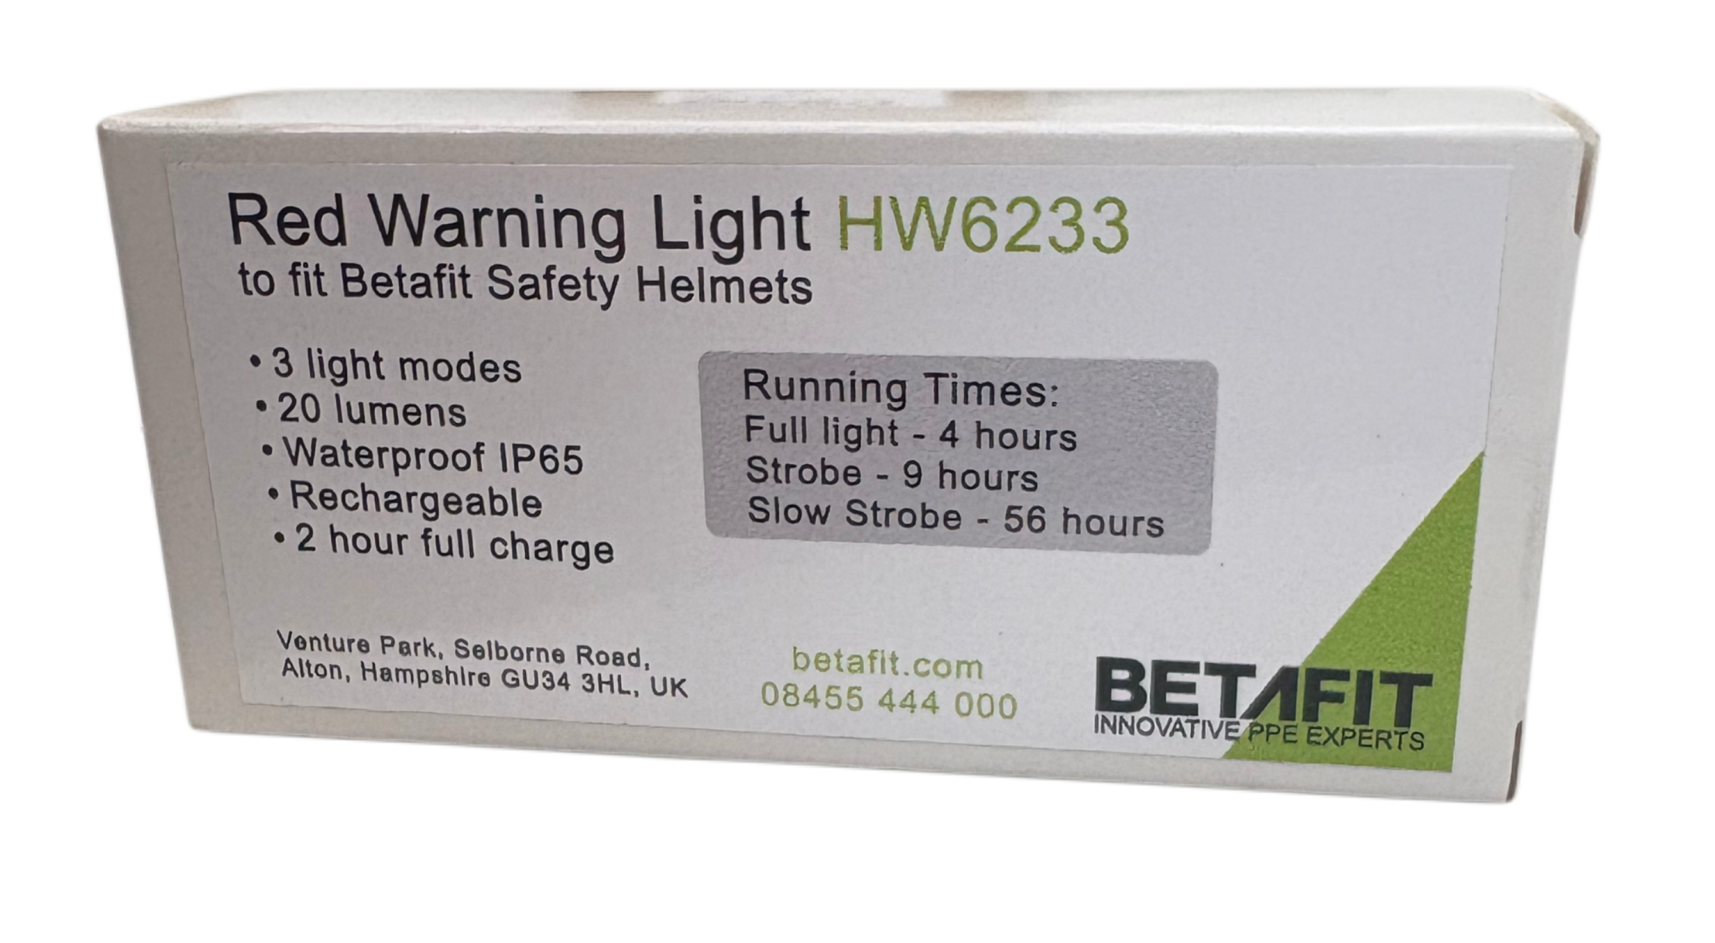 Red Warning Light HW6233
to fit Betafit Safety Helmets
• 3 light modes
• 20 lumens
• Waterproof IP65
• Rechargeable
• 2 hour full charge
Running Times:
Full light - 4 hours
Strobe - 9 hours
Slow Strobe - 56 hours
Venture Park, Selborne Road,
Alton, Hampshire GU34 3HL, UK
betafit.com
08455 444 000
BETAFIT
INNOVATIVE PPE EXPERTS